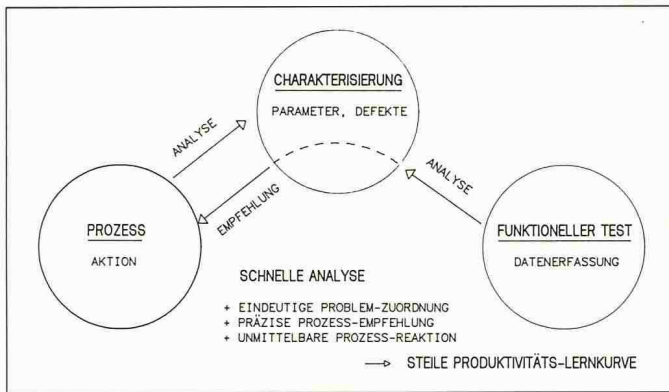 CHARAKTERISIERUNG
PARAMETER, DEFEKTE
ANALYSE
EMPFEHLUNG
ANALYSE
PROZESS
AKTION
FUNKTIONELLER TEST
DATENERFASSUNG
SCHNELLE ANALYSE
+ EINDEUTIGE PROBLEM-ZUORDNUNG
+ PRÄZISE PROZESS-EMPFEHLUNG
+ UNMITTELBARE PROZESS-REAKTION
STEILE PRODUKTIVITÄTS-LERNKURVE